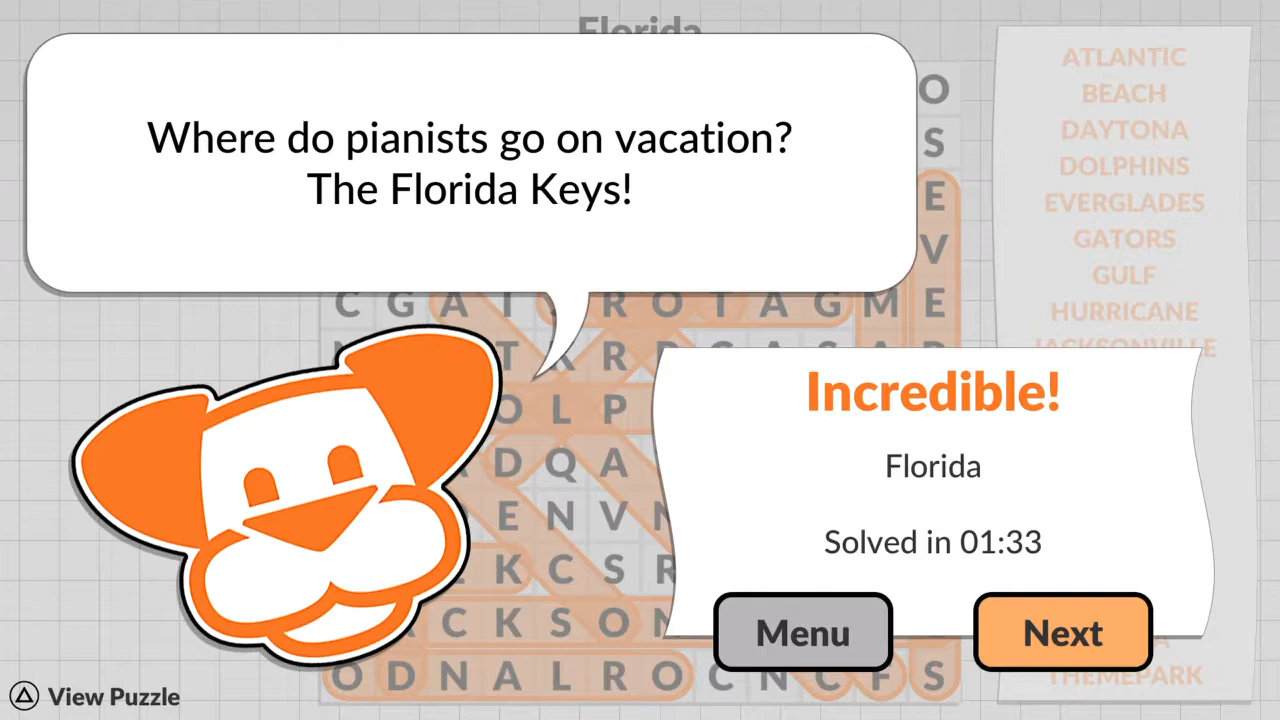 Florida
Where do pianists go on vacation?
The Florida Keys!
O
S
E
V
C G A T R O T A G M E
O L P
D Q A
E N V N
K C S R
A C K S O N
O D N A L R O C N C F S
ATLANTIC
BEACH
DAYTONA
DOLPHINS
EVERGLADES
GATORS
GULF
HURRICANE
JACKSONVILLE
THEMEPARK
Incredible!
Florida
Solved in 01:33
Menu
Next
View Puzzle